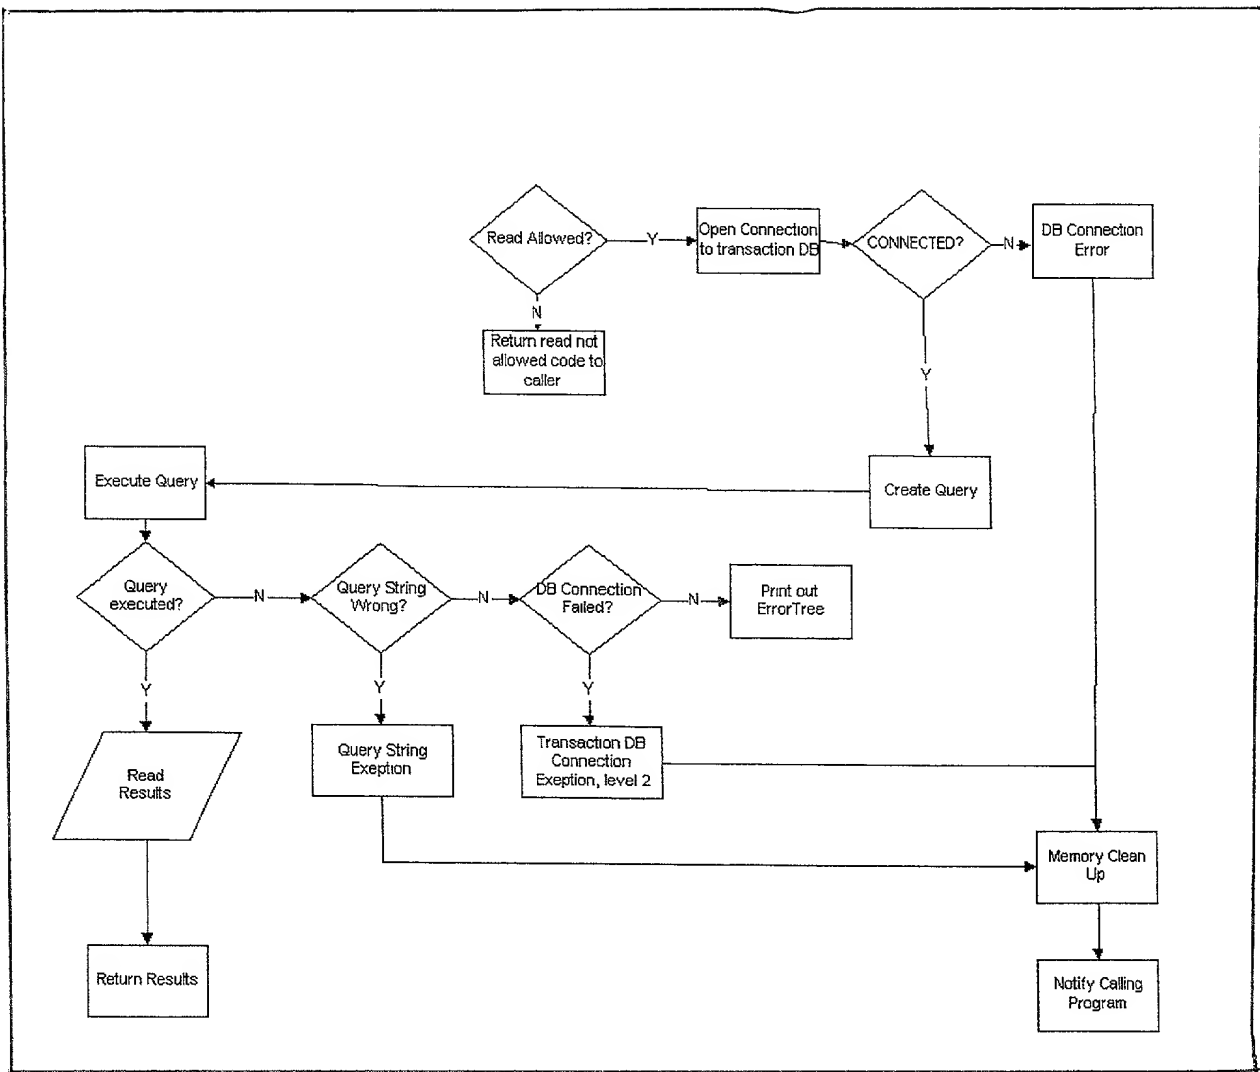 Read Allowed?
Y
Open Connection
to transaction DB
CONNECTED?
N
DB Connection
Error
N
Return read not
allowed code to
caller
Y
Execute Query
Create Query
Query
executed?
N
Query String
Wrong?
N
DB Connection
Failed?
N
Print out
ErrorTree
Y
Y
Y
Read
Results
Query String
Exeption
Transaction DB
Connection
Exeption, level 2
Memory Clean
Up
Return Results
Notify Calling
Program